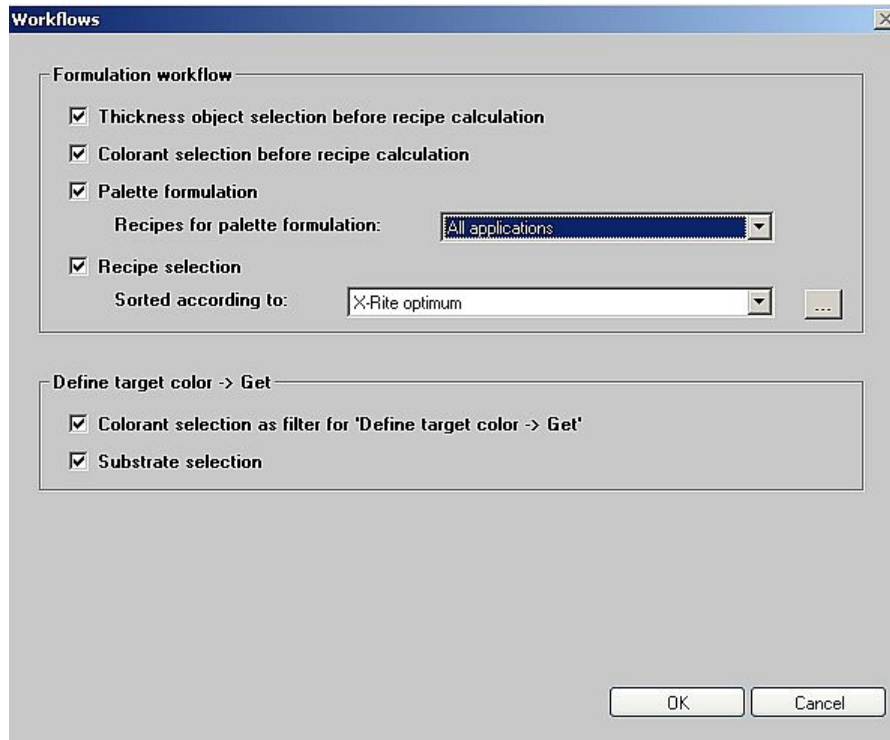 Workflows
Formulation workflow
Thickness object selection before recipe calculation
Colorant selection before recipe calculation
Palette formulation
Recipes for palette formulation: All applications
Recipe selection
Sorted according to: X-Rite optimum ...
Define target color -> Get
Colorant selection as filter for 'Define target color -> Get'
Substrate selection
OK Cancel